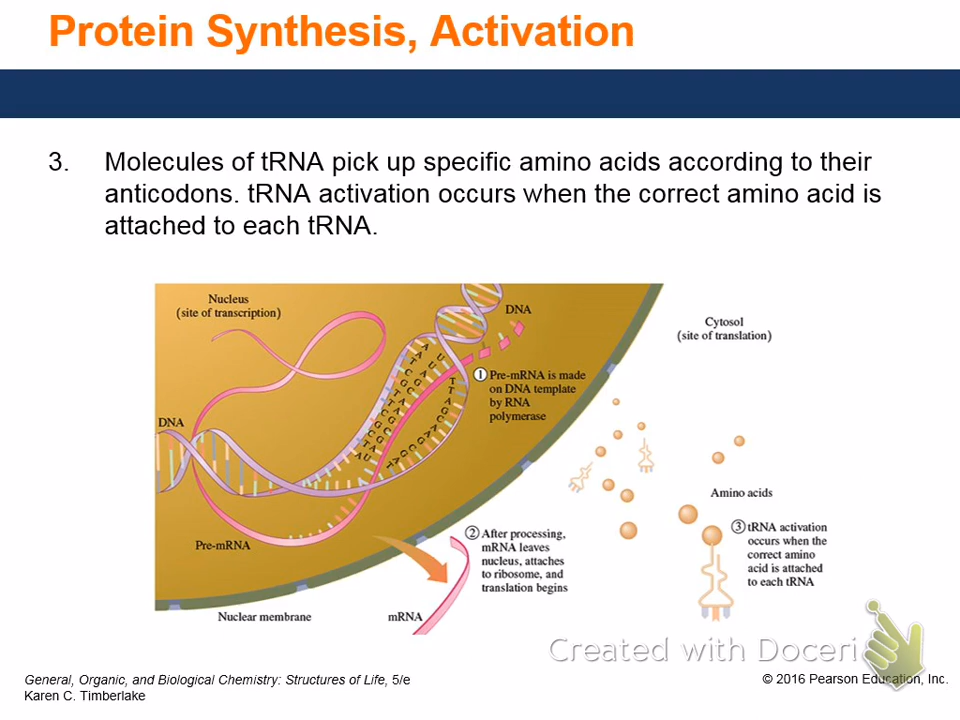 Protein Synthesis, Activation
3. Molecules of tRNA pick up specific amino acids according to their
anticodons. tRNA activation occurs when the correct amino acid is
attached to each tRNA.
Nucleus
(site of transcription)
DNA
Cytosol
(site of translation)
1 Pre-mRNA is made
on DNA template
by RNA
polymerase
DNA
Amino acids
Pre-mRNA
2 After processing,
mRNA leaves
nucleus, attaches
to ribosome, and
translation begins
3 tRNA activation
occurs when the
correct amino
acid is attached
to each tRNA
Nuclear membrane
mRNA
Created with Doceri
General, Organic, and Biological Chemistry: Structures of Life, 5/e
Karen C. Timberlake
© 2016 Pearson Education, Inc.